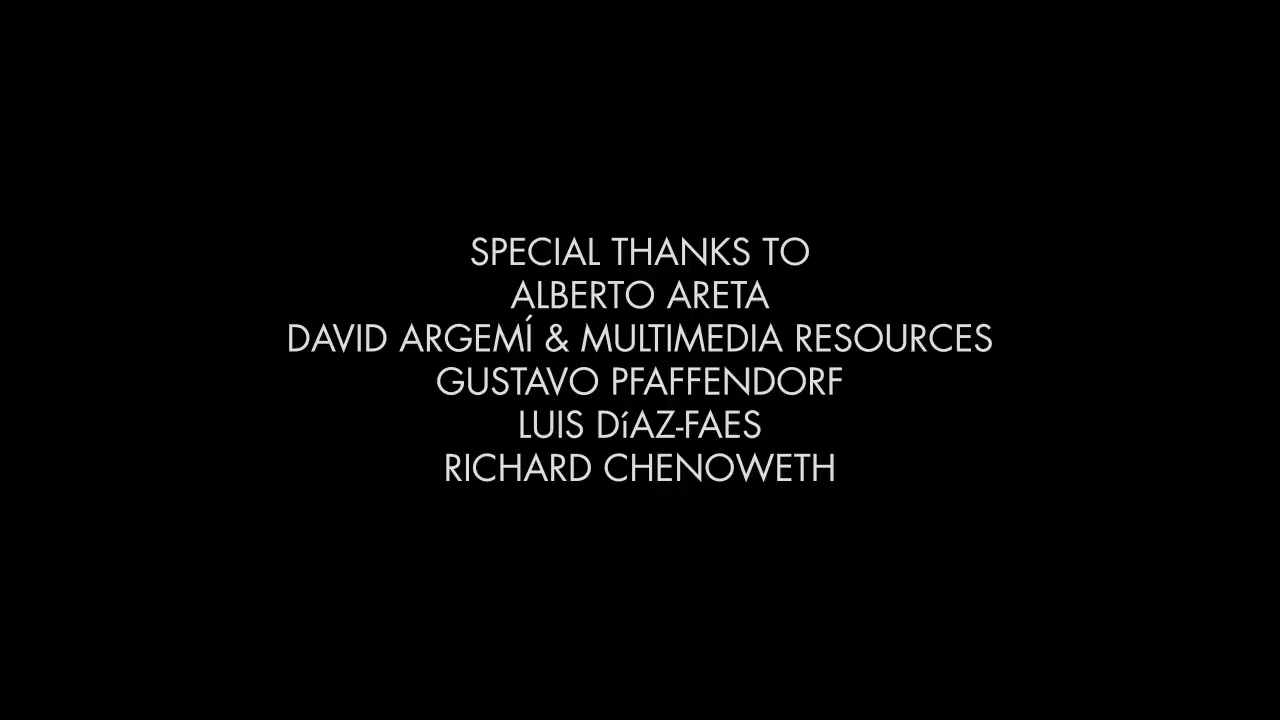 SPECIAL THANKS TO
ALBERTO ARETA
DAVID ARGEMÍ & MULTIMEDIA RESOURCES
GUSTAVO PFAFFENDORF
LUIS DíAZ-FAES
RICHARD CHENOWETH